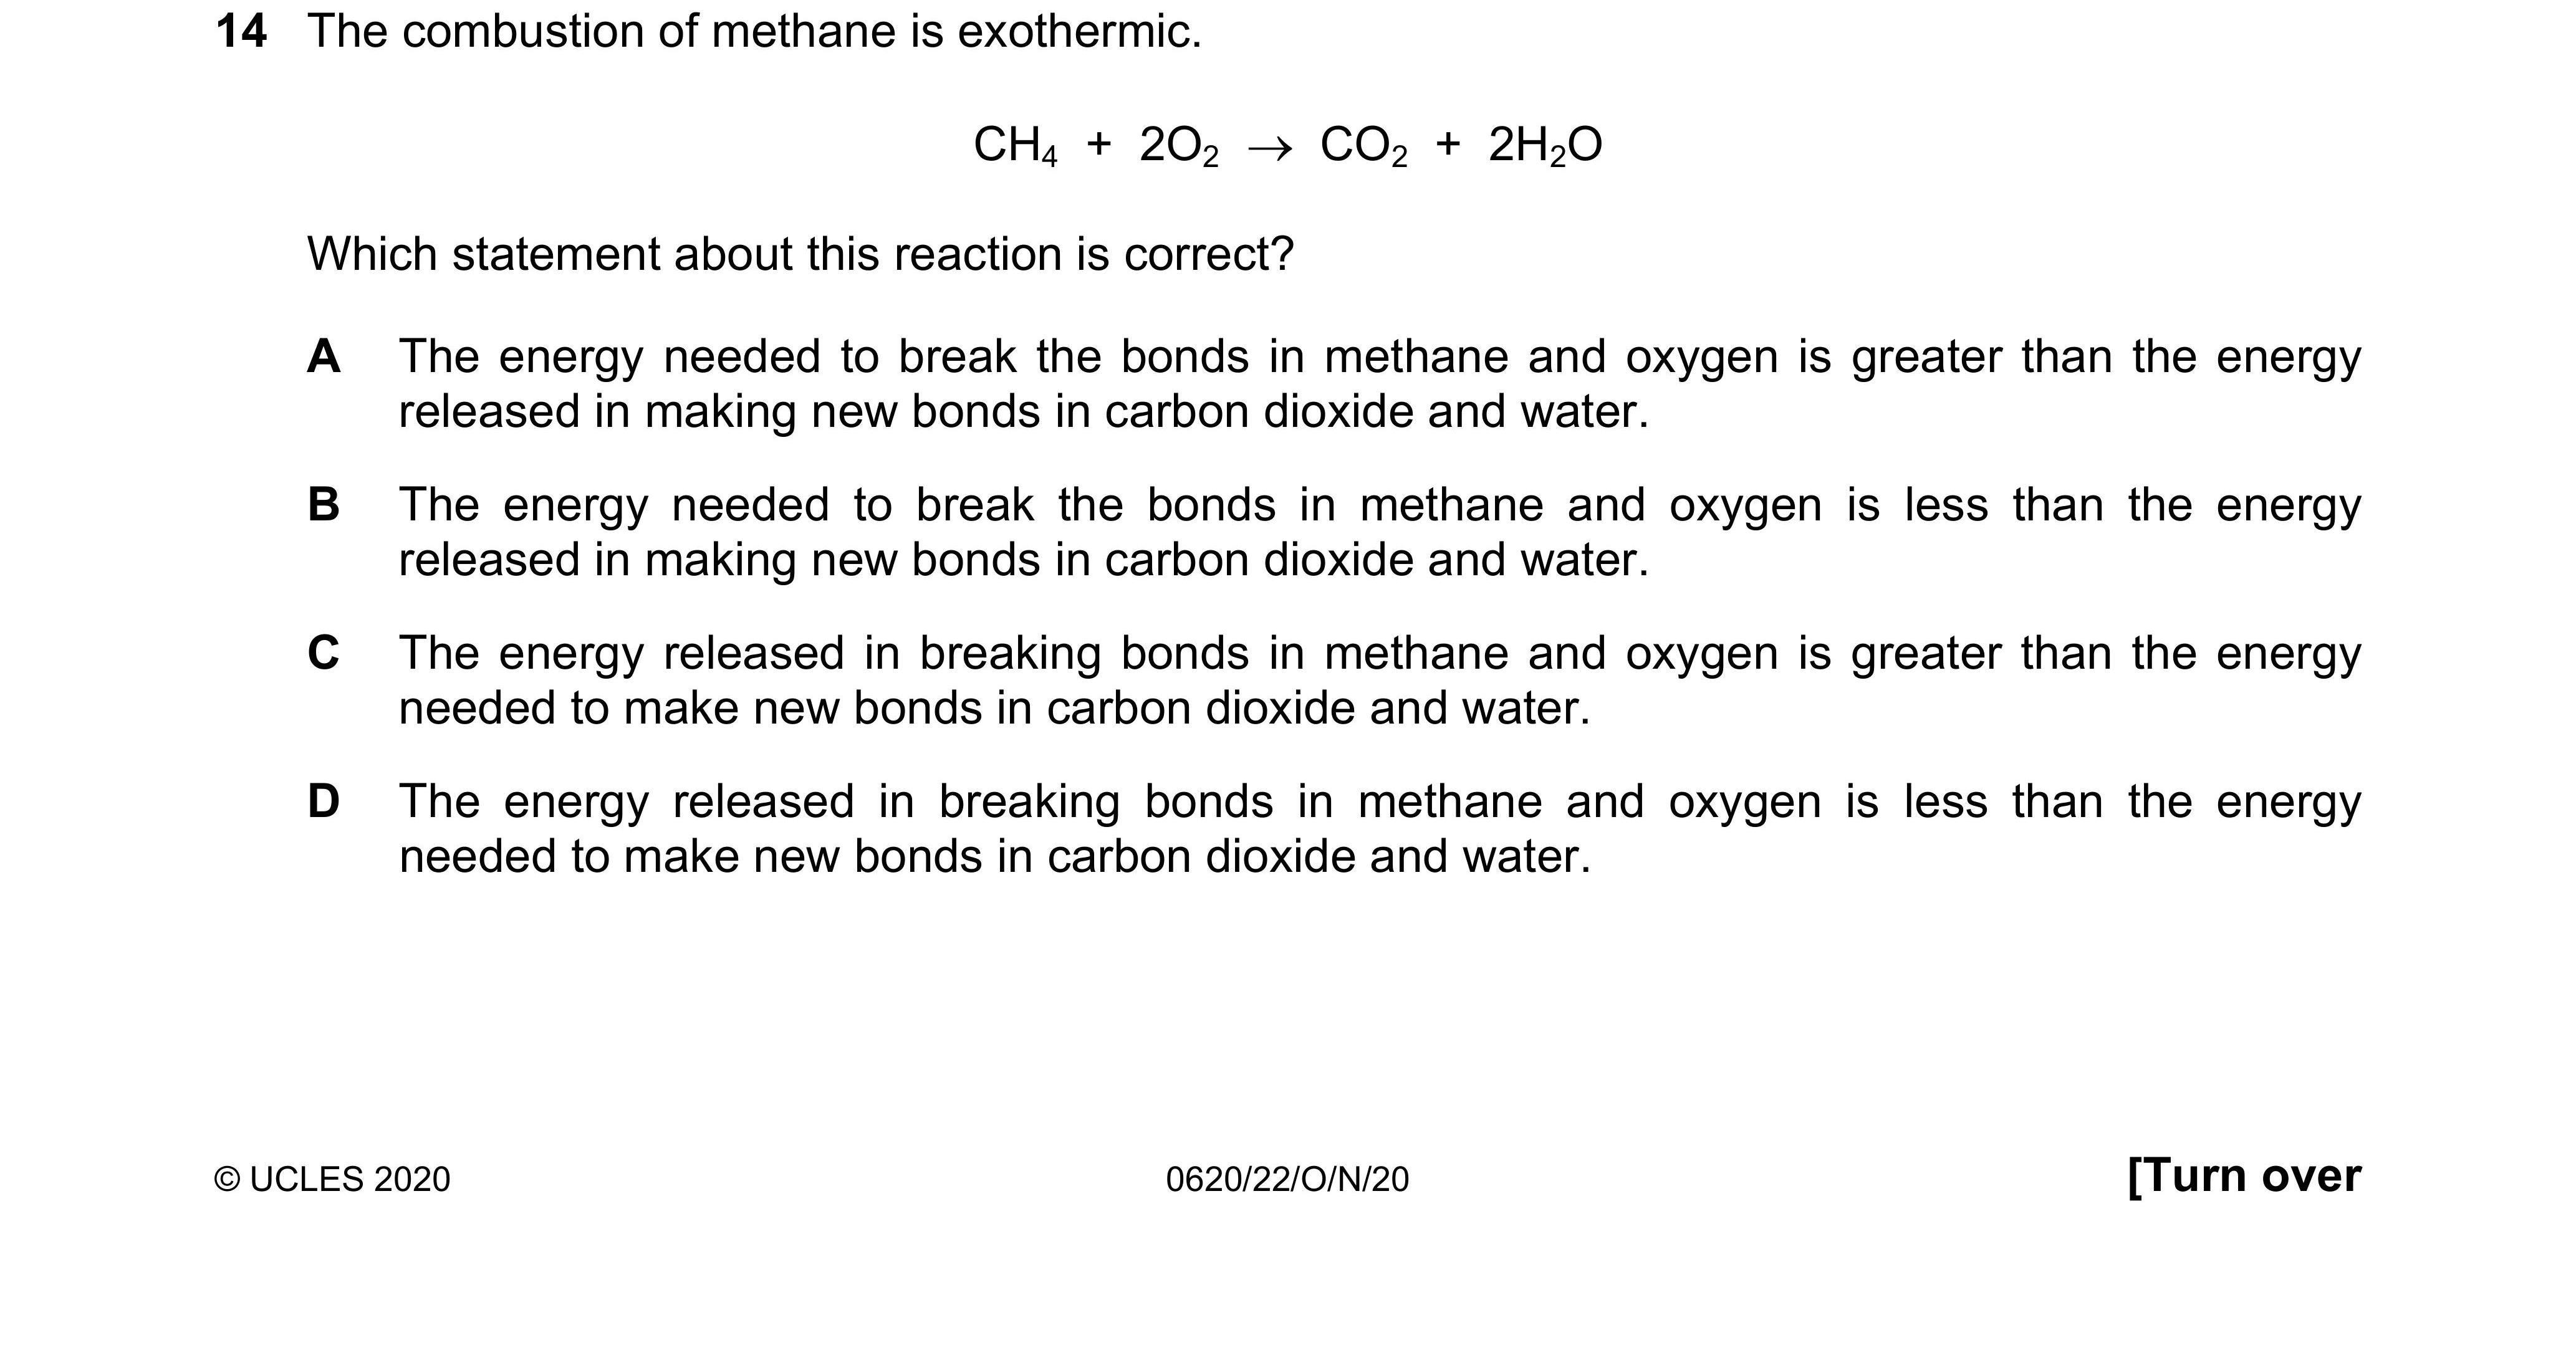 14 The combustion of methane is exothermic.
CH₄ + 2O₂ → CO₂ + 2H₂O
Which statement about this reaction is correct?
A The energy needed to break the bonds in methane and oxygen is greater than the energy
released in making new bonds in carbon dioxide and water.
B The energy needed to break the bonds in methane and oxygen is less than the energy
released in making new bonds in carbon dioxide and water.
C The energy released in breaking bonds in methane and oxygen is greater than the energy
needed to make new bonds in carbon dioxide and water.
D The energy released in breaking bonds in methane and oxygen is less than the energy
needed to make new bonds in carbon dioxide and water.
© UCLES 2020 0620/22/O/N/20 [Turn over